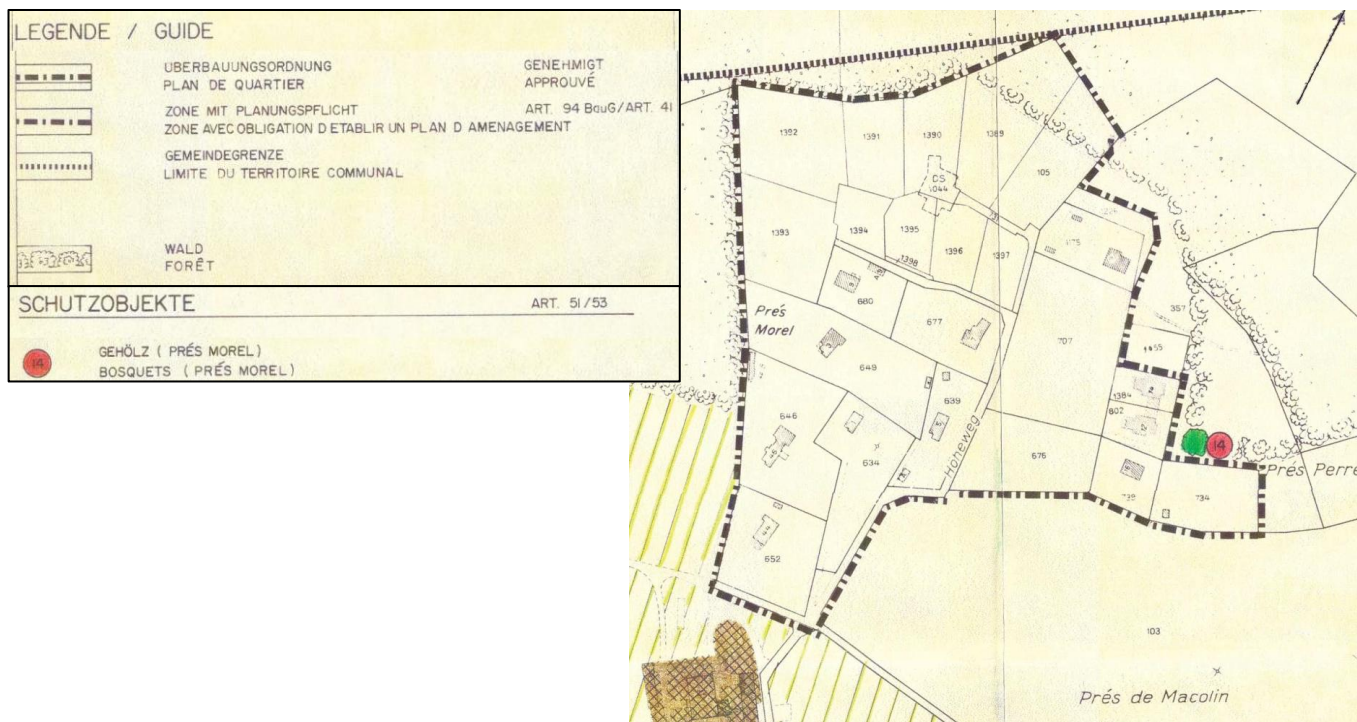 LEGENDE / GUIDE
ÜBERBAUUNGSORDNUNG GENEHMIGT
PLAN DE QUARTIER APPROUVÉ
ZONE MIT PLANUNGSPFLICHT ART. 94 BauG/ART. 41
ZONE AVEC OBLIGATION D ETABLIR UN PLAN D AMENAGEMENT
GEMEINDEGRENZE
LIMITE DU TERRITOIRE COMMUNAL
WALD
FORÊT
SCHUTZOBJEKTE ART. 51/53
14
GEHÖLZ ( PRÉS MOREL )
BOSQUETS ( PRÉS MOREL )
1392
1391
1390
1389
105
DS
1044
1393
1394
1395
1396
1397
1398
680
677
Prés
Morel
707
357
649
639
1384
802
2
646
634
Honeweg
676
14
Prés Perre
734
652
103
Prés de Macolin